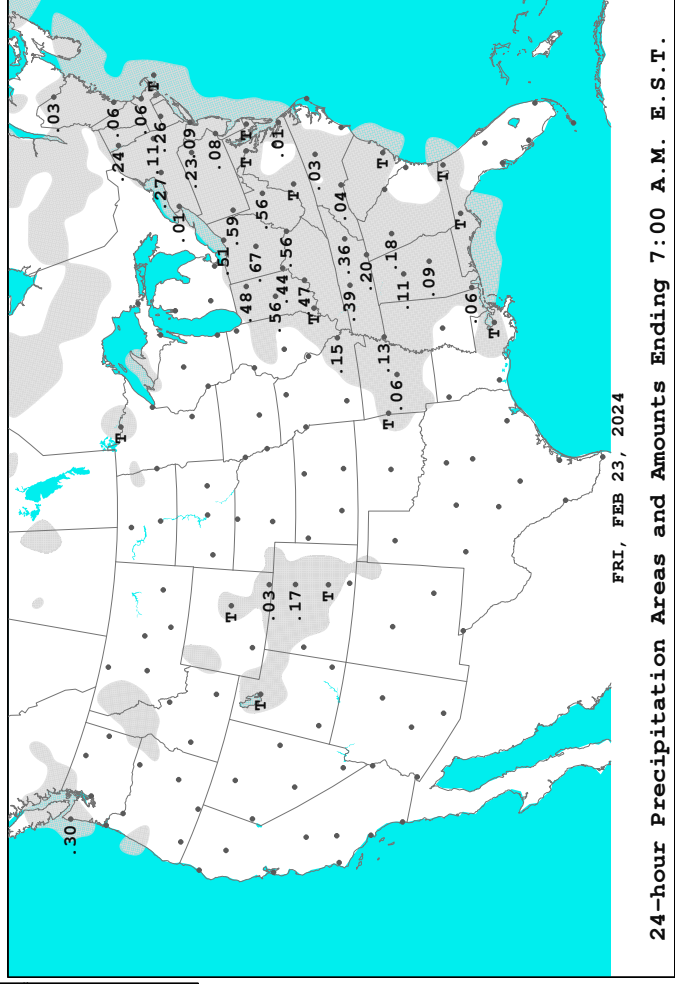 .03
.30
.06
.24
T
.06
T
.11
.26
.27
.01
.09
.23
.08
.51
T
.59
T
T
.48
.67
T
.56
.03
.56
.01
.44
.56
T
.17
.47
T
.03
T
.15
.04
.36
.39
.20
T
.13
T
.18
.06
.11
.09
T
T
.06
T
FRI, FEB 23, 2024
24-hour Precipitation Areas and Amounts Ending 7:00 A.M. E.S.T.